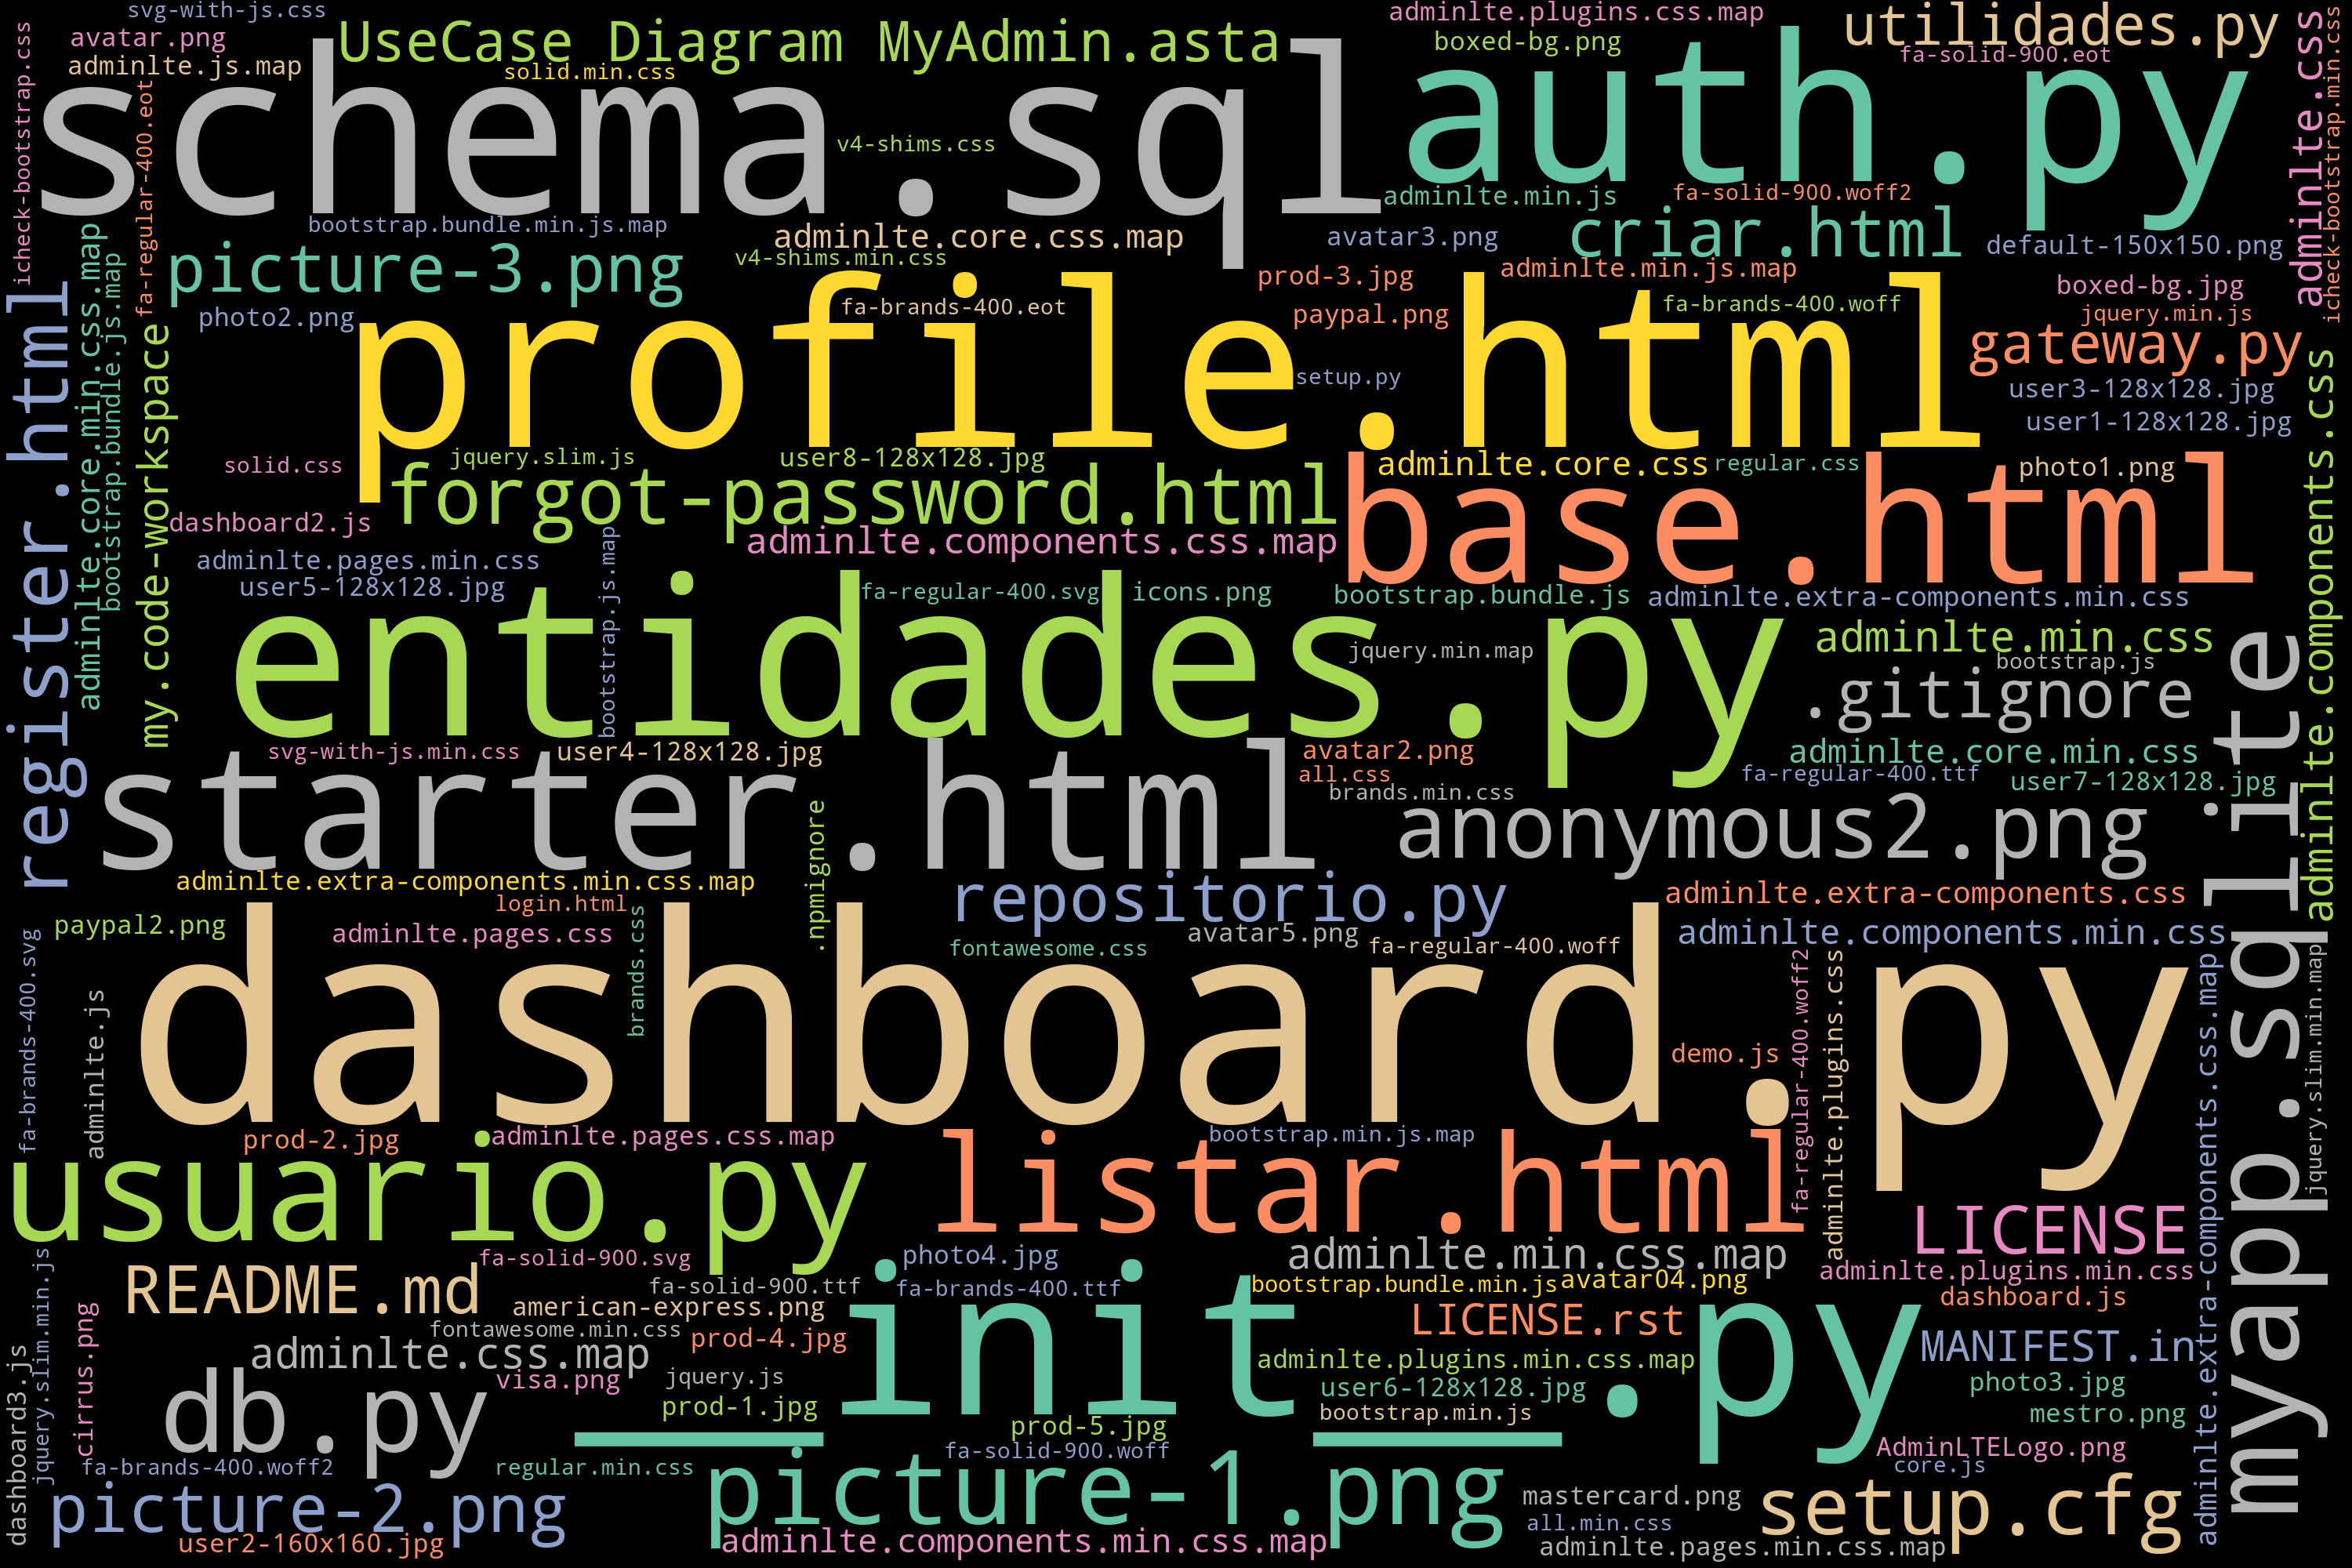 svg-with-js.css
adminlte.plugins.css.map
utilidades.py
avatar.png
UseCase Diagram MyAdmin.asta
boxed-bg.png
fa-solid-900.eot
adminlte.js.map
solid.min.css
icheck-bootstrap.css
fa-regular-400.eot
schema.sql
auth.py
adminlte.css
icheck-bootstrap.min.css
v4-shims.css
adminlte.min.js
fa-solid-900.woff2
bootstrap.bundle.min.js.map
adminlte.core.css.map
avatar3.png
criar.html
default-150x150.png
picture-3.png
v4-shims.min.css
prod-3.jpg
adminlte.min.js.map
boxed-bg.jpg
photo2.png
fa-brands-400.eot
paypal.png
fa-brands-400.woff
jquery.min.js
profile.html
gateway.py
setup.py
user3-128x128.jpg
user1-128x128.jpg
register.html
adminlte.core.min.css.map
bootstrap.bundle.js.map
my.code-workspace
solid.css
jquery.slim.js
user8-128x128.jpg
adminlte.core.css
regular.css
photo1.png
forgot-password.html
base.html
adminlte.components.css
dashboard2.js
adminlte.components.css.map
adminlte.pages.min.css
user5-128x128.jpg
bootstrap.js.map
fa-regular-400.svg
icons.png
bootstrap.bundle.js
adminlte.extra-components.min.css
entidades.py
adminlte.min.css
jquery.min.map
bootstrap.js
.gitignore
svg-with-js.min.css
user4-128x128.jpg
avatar2.png
adminlte.core.min.css
all.css
fa-regular-400.ttf
user7-128x128.jpg
brands.min.css
starter.html
anonymous2.png
myapp.sqlite
.npmignore
adminlte.extra-components.min.css.map
repositorio.py
adminlte.extra-components.css
login.html
paypal2.png
adminlte.pages.css
brands.css
fontawesome.css
avatar5.png
fa-regular-400.woff
adminlte.components.min.css
fa-brands-400.svg
adminlte.js
dashboard.py
demo.js
fa-regular-400.woff2
adminlte.plugins.css
adminlte.extra-components.css.map
jquery.slim.min.map
prod-2.jpg
adminlte.pages.css.map
bootstrap.min.js.map
usuario.py
listar.html
LICENSE
fa-solid-900.svg
photo4.jpg
adminlte.min.css.map
README.md
fa-solid-900.ttf
fa-brands-400.ttf
bootstrap.bundle.min.js
avatar04.png
adminlte.plugins.min.css
american-express.png
__init__.py
dashboard.js
fontawesome.min.css
prod-4.jpg
LICENSE.rst
MANIFEST.in
dashboard3.js
jquery.slim.min.js
cirrus.png
adminlte.css.map
adminlte.plugins.min.css.map
visa.png
jquery.js
user6-128x128.jpg
photo3.jpg
db.py
prod-1.jpg
prod-5.jpg
bootstrap.min.js
mestro.png
fa-brands-400.woff2
regular.min.css
fa-solid-900.woff
AdminLTELogo.png
core.js
picture-2.png
picture-1.png
mastercard.png
setup.cfg
all.min.css
user2-160x160.jpg
adminlte.components.min.css.map
adminlte.pages.min.css.map